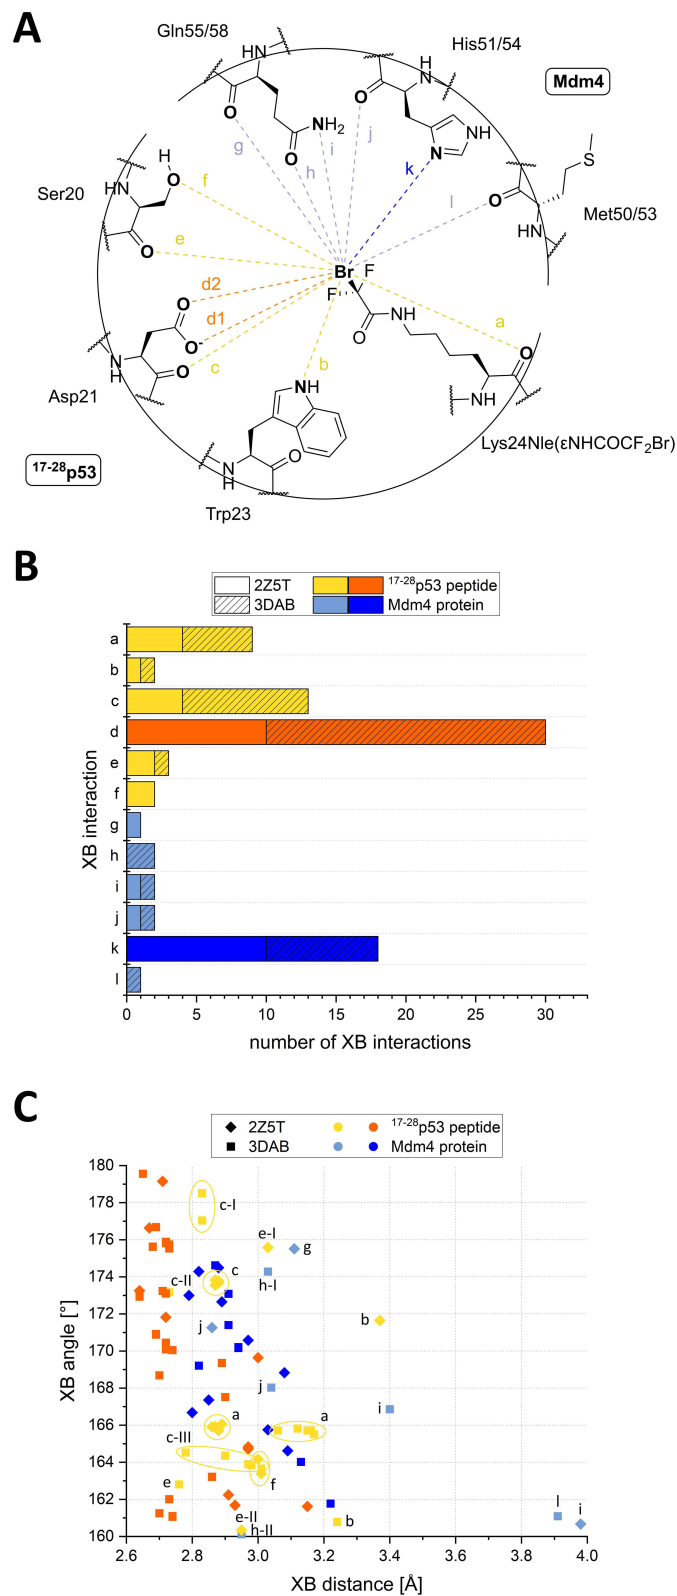 A
Gln55/58
His51/54
Mdm4
HN
H
N
O
O
O
NH2
N
NH
g
h
i
j
k
l
H
O
f
Ser20
HN
O
e
S
O
HN
Met50/53
Br
F
F
d2
d1
c
O
O-
O
N
H
Asp21
O
NH
a
O
NH
b
NH
N
H
O
Trp23
Lys24Nle(εNHCOCF2Br)
17-28p53
B
2Z5T
17-28p53 peptide
3DAB
Mdm4 protein
XB interaction
a
b
c
d
e
f
g
h
i
j
k
l
0 5 10 15 20 25 30
number of XB interactions
C
2Z5T
17-28p53 peptide
3DAB
Mdm4 protein
XB angle [°]
180
178
176
174
172
170
168
166
164
162
160
c-I
e-I
g
c-II
c
h-I
j
b
j
i
a
a
c-III
f
e
e-II
h-II
b
l
i
2.6 2.8 3.0 3.2 3.4 3.6 3.8 4.0
XB distance [Å]